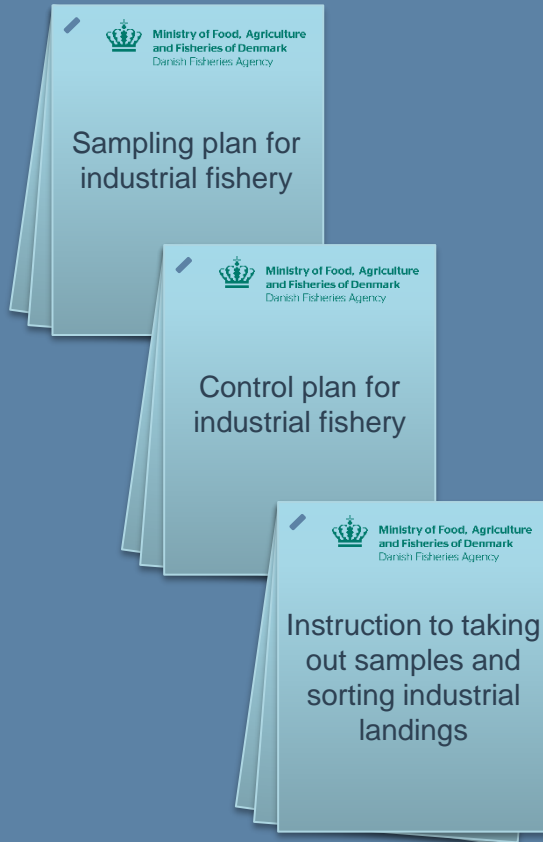 Ministry of Food, Agriculture
and Fisheries of Denmark
Danish Fisheries Agency
Sampling plan for
industrial fishery
Ministry of Food, Agriculture
and Fisheries of Denmark
Danish Fisheries Agency
Control plan for
industrial fishery
Ministry of Food, Agriculture
and Fisheries of Denmark
Danish Fisheries Agency
Instruction to taking
out samples and
sorting industrial
landings